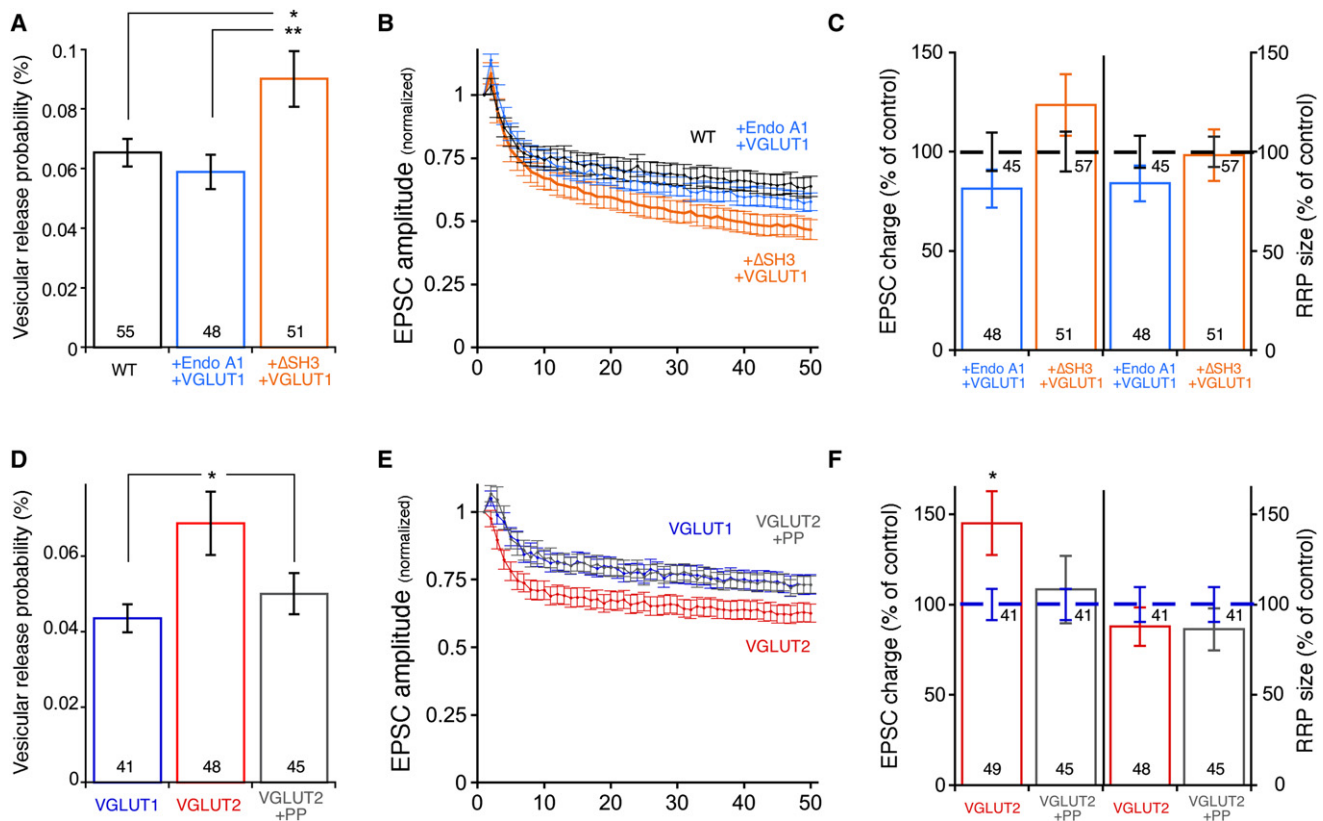 A
*
**
Vesicular release probability (%)
0.1
0.08
0.06
0.04
0.02
0
55
48
51
WT
+Endo A1
+VGLUT1
+ΔSH3
+VGLUT1
B
EPSC amplitude (normalized)
1
0.75
0.5
0.25
0
0 10 20 30 40 50
WT
+Endo A1
+VGLUT1
+ΔSH3
+VGLUT1
C
EPSC charge (% of control)
150
100
50
0
45
57
45
57
48
51
48
51
+Endo A1
+VGLUT1
+ΔSH3
+VGLUT1
+Endo A1
+VGLUT1
+ΔSH3
+VGLUT1
150
100
50
0
RRP size (% of control)
D
*
Vesicular release probability (%)
0.06
0.04
0.02
0
41
48
45
VGLUT1
VGLUT2
VGLUT2
+PP
E
EPSC amplitude (normalized)
1
0.75
0.5
0.25
0
0 10 20 30 40 50
VGLUT1
VGLUT2
+PP
VGLUT2
F
EPSC charge (% of control)
150
100
50
0
*
41
41
41
41
49
45
48
45
VGLUT2
VGLUT2
+PP
VGLUT2
VGLUT2
+PP
150
100
50
0
RRP size (% of control)